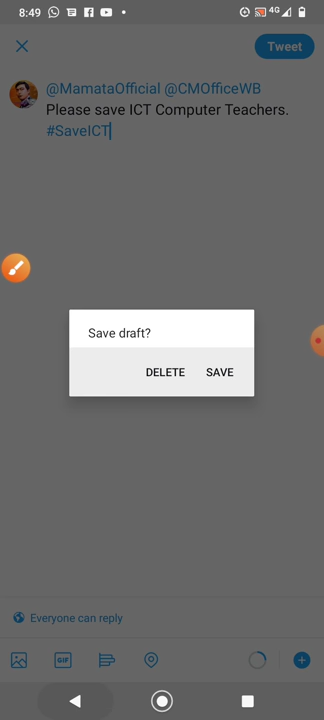 8:49
4G
Tweet
@MamataOfficial @CMOfficeWB
Please save ICT Computer Teachers.
#SaveICT
Save draft?
DELETE SAVE
Everyone can reply
GIF